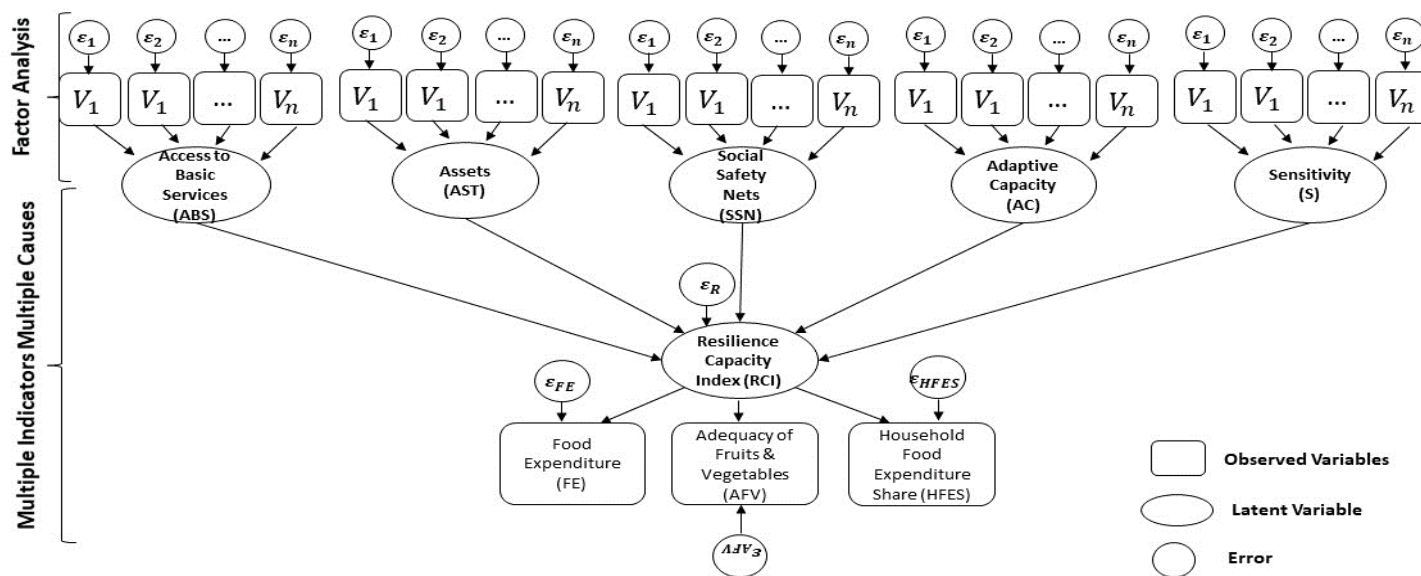 Factor Analysis
ε1 ε2 ... εn ε1 ε2 ... εn ε1 ε2 ... εn ε1 ε2 ... εn ε1 ε2 ... εn
V1 V1 ... Vn V1 V1 ... Vn V1 V1 ... Vn V1 V1 ... Vn V1 V1 ... Vn
Access to
Basic
Services
(ABS)
Assets
(AST)
Social
Safety
Nets
(SSN)
Adaptive
Capacity
(AC)
Sensitivity
(S)
Multiple Indicators Multiple Causes
εR
Resilience
Capacity
Index (RCI)
εFE
εHFES
Food
Expenditure
(FE)
Adequacy of
Fruits &
Vegetables
(AFV)
Household
Food
Expenditure
Share (HFES)
εAFV
Observed Variables
Latent Variable
Error